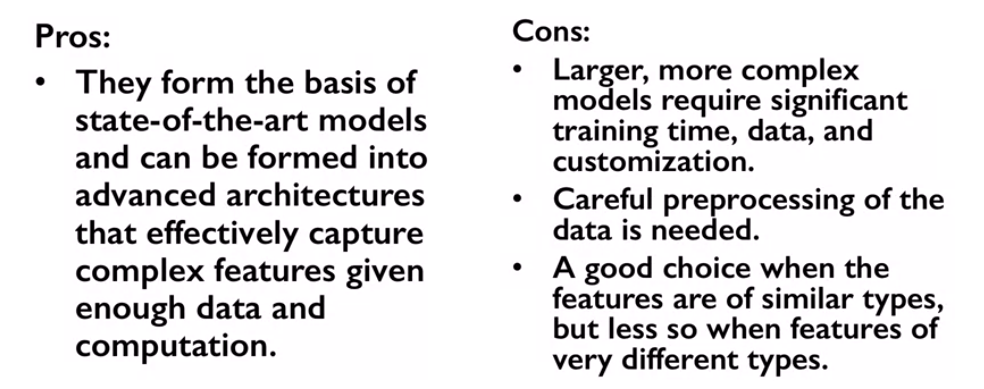 Pros:
• They form the basis of
state-of-the-art models
and can be formed into
advanced architectures
that effectively capture
complex features given
enough data and
computation.
Cons:
• Larger, more complex
models require significant
training time, data, and
customization.
• Careful preprocessing of the
data is needed.
• A good choice when the
features are of similar types,
but less so when features of
very different types.